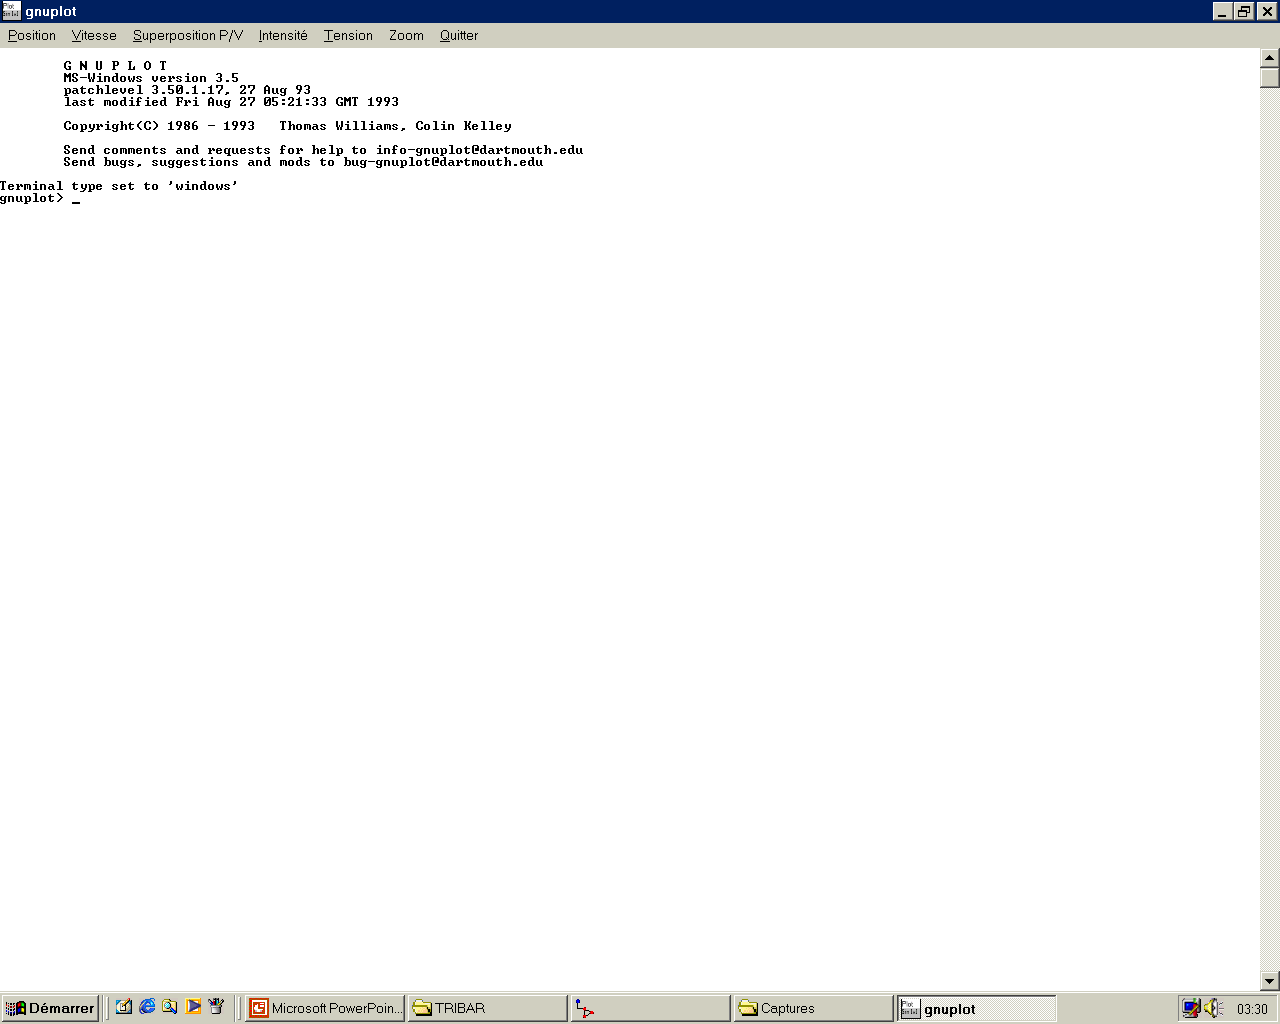 gnuplot
Position Vitesse Superposition P/V Intensité Tension Zoom Quitter
G N U P L O T
MS-Windows version 3.5
patchlevel 3.50.1.17, 27 Aug 93
last modified Fri Aug 27 05:21:33 GMT 1993
Copyright(C) 1986 - 1993 Thomas Williams, Colin Kelley
Send comments and requests for help to info-gnuplot@dartmouth.edu
Send bugs, suggestions and mods to bug-gnuplot@dartmouth.edu
Terminal type set to 'windows'
gnuplot> _
Démarrer Microsoft PowerPoin... TRIBAR Captures gnuplot 03:30